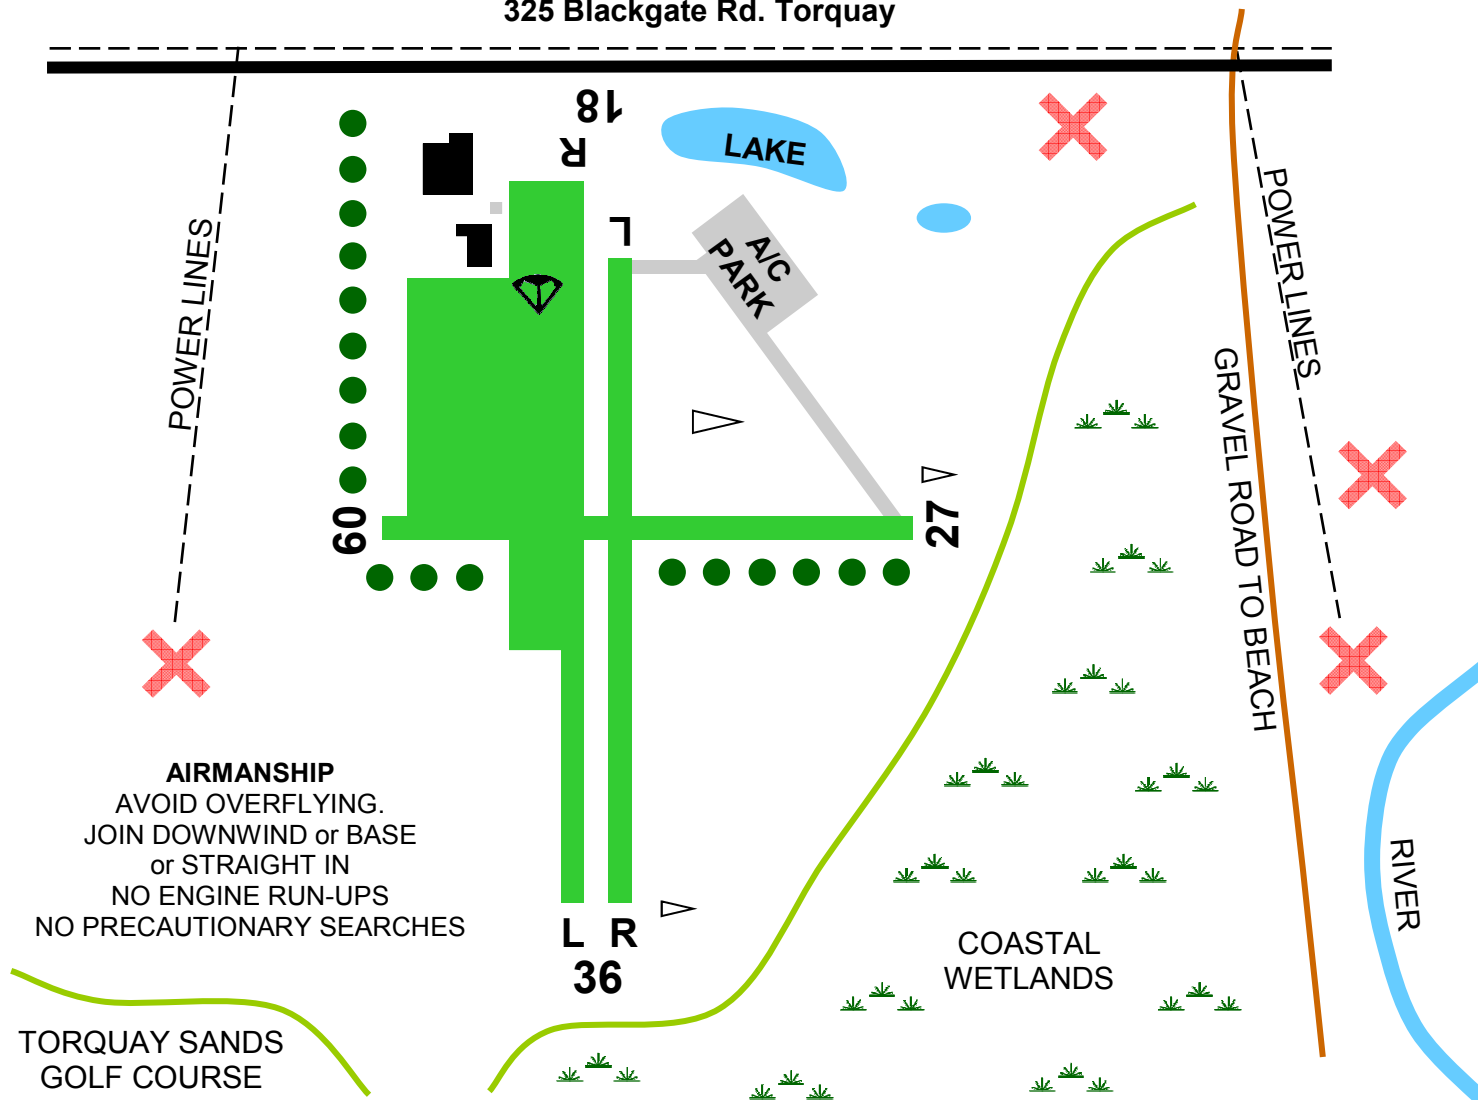 325 Blackgate Rd. Torquay
18
R
L
LAKE
A/C
PARK
POWER LINES
POWER LINES
GRAVEL ROAD TO BEACH
09
27
AIRMANSHIP
AVOID OVERFLYING.
JOIN DOWNWIND or BASE
or STRAIGHT IN
NO ENGINE RUN-UPS
NO PRECAUTIONARY SEARCHES
L R
36
COASTAL
WETLANDS
RIVER
TORQUAY SANDS
GOLF COURSE